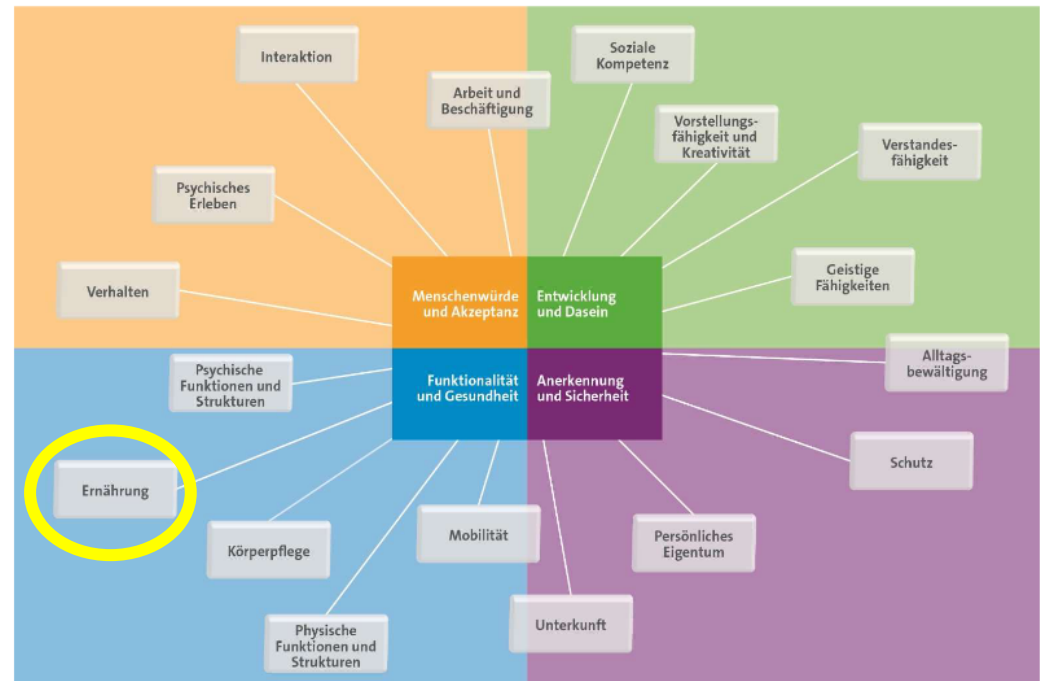 Interaktion
Arbeit und
Beschäftigung
Soziale
Kompetenz
Vorstellungs-
fähigkeit und
Kreativität
Verstandes-
fähigkeit
Psychisches
Erleben
Verhalten
Geistige
Fähigkeiten
Menschenwürde
und Akzeptanz
Entwicklung
und Dasein
Funktionalität
und Gesundheit
Anerkennung
und Sicherheit
Psychische
Funktionen und
Strukturen
Alltags-
bewältigung
Ernährung
Schutz
Körperpflege
Mobilität
Persönliches
Eigentum
Physische
Funktionen und
Strukturen
Unterkunft